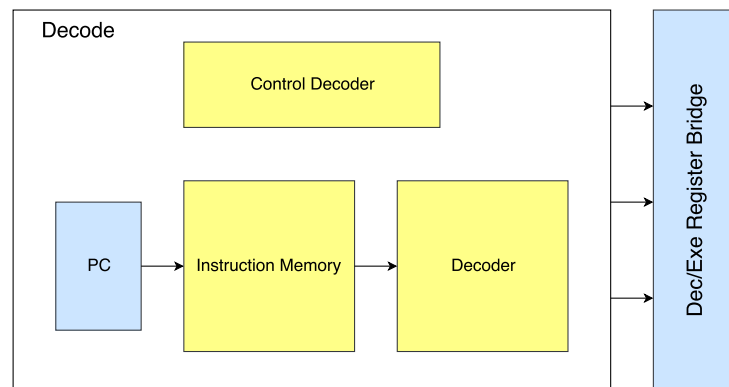 Decode
Control Decoder
PC
Instruction Memory
Decoder
Dec/Exe Register Bridge